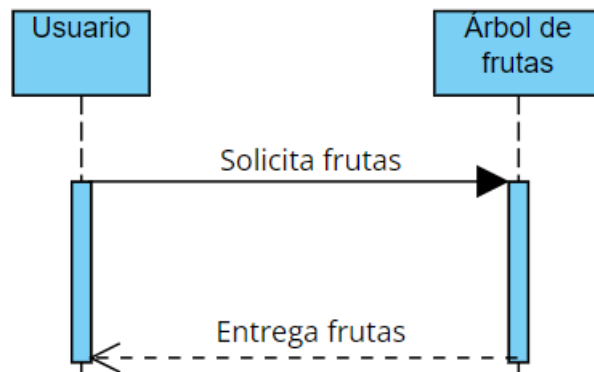 Usuario
Árbol de
frutas
Solicita frutas
Entrega frutas